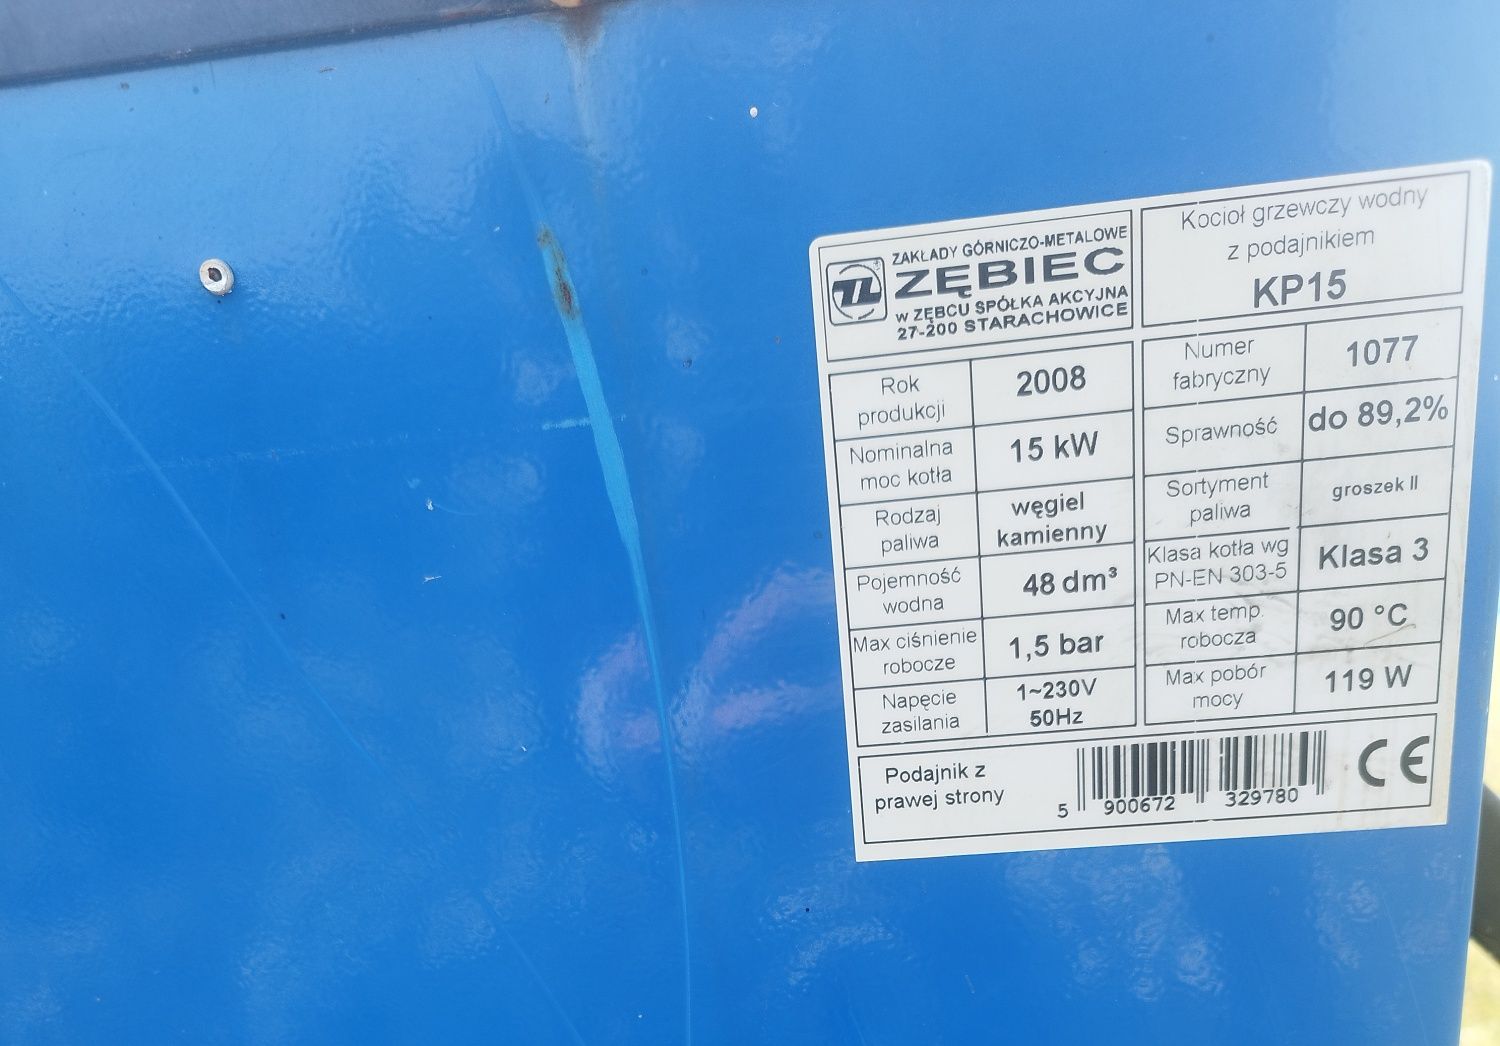 ZAKŁADY GÓRNICZO-METALOWE
ZĘBIEC
w ZĘBCU SPÓŁKA AKCYJNA
27-200 STARACHOWICE
Kocioł grzewczy wodny
z podajnikiem
KP15
Rok
produkcji
2008
Numer
fabryczny
1077
Nominalna
moc kotła
15 kW
Sprawność
do 89,2%
Rodzaj
paliwa
węgiel
kamienny
Sortyment
paliwa
groszek II
Pojemność
wodna
48 dm³
Klasa kotła wg
PN-EN 303-5
Klasa 3
Max ciśnienie
robocze
1,5 bar
Max temp.
robocza
90 °C
Napęcie
zasilania
1~230V
50Hz
Max pobór
mocy
119 W
Podajnik z
prawej strony
5 900672 329780
CE